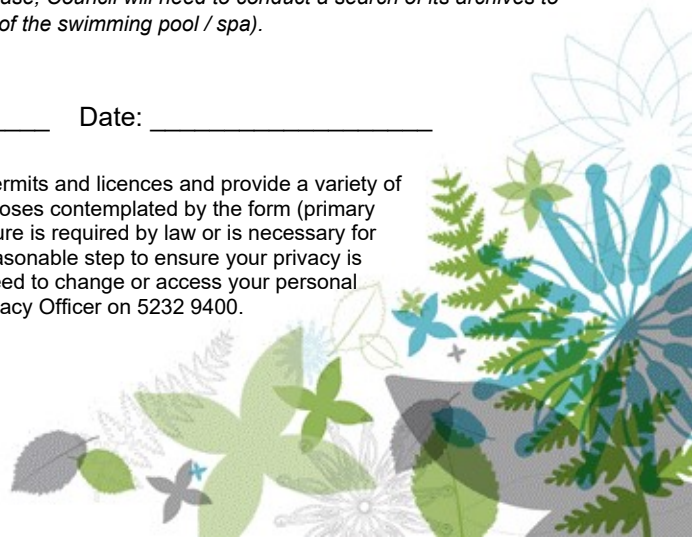 use, Council will need to conduct a search of its archives to
of the swimming pool / spa).
____ Date: ____________________
ermits and licences and provide a variety of
oses contemplated by the form (primary
ure is required by law or is necessary for
asonable step to ensure your privacy is
eed to change or access your personal
acy Officer on 5232 9400.